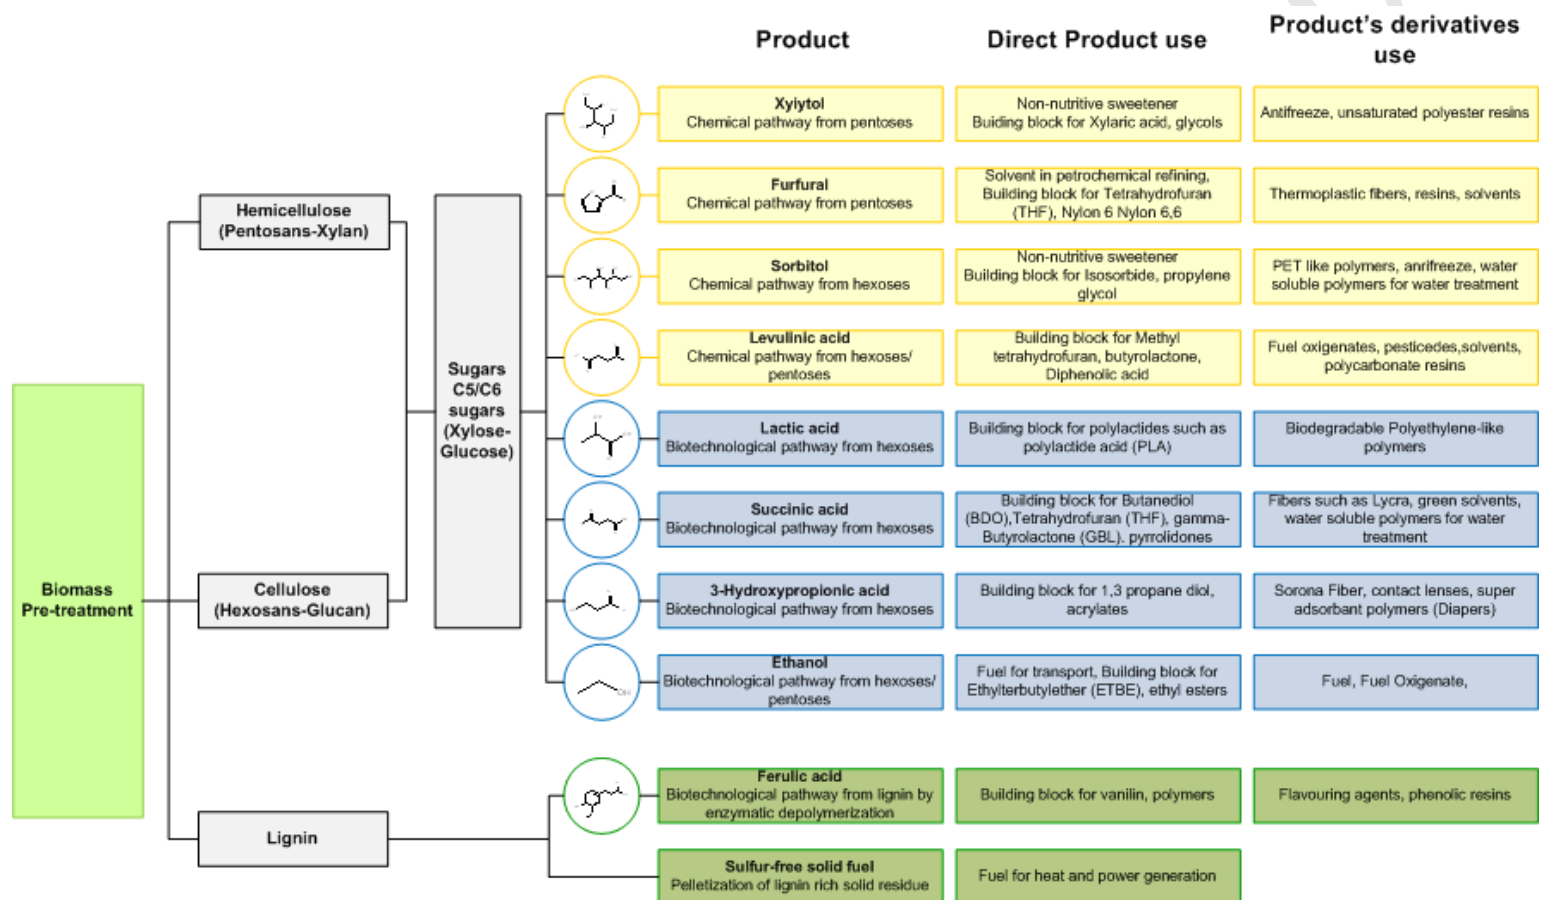 Product
Direct Product use
Product's derivatives
use
Biomass
Pre-treatment
Hemicellulose
(Pentosans-Xylan)
Cellulose
(Hexosans-Glucan)
Lignin
Sugars
C5/C6
sugars
(Xylose-
Glucose)
Xyiytol
Chemical pathway from pentoses
Non-nutritive sweetener
Buiding block for Xylaric acid, glycols
Antifreeze, unsaturated polyester resins
Furfural
Chemical pathway from pentoses
Solvent in petrochemical refining,
Building block for Tetrahydrofuran
(THF), Nylon 6 Nylon 6,6
Thermoplastic fibers, resins, solvents
Sorbitol
Chemical pathway from hexoses
Non-nutritive sweetener
Building block for Isosorbide, propylene
glycol
PET like polymers, anrifreeze, water
soluble polymers for water treatment
Levulinic acid
Chemical pathway from hexoses/
pentoses
Building block for Methyl
tetrahydrofuran, butyrolactone,
Diphenolic acid
Fuel oxigenates, pesticedes,solvents,
polycarbonate resins
Lactic acid
Biotechnological pathway from hexoses
Building block for polylactides such as
polylactide acid (PLA)
Biodegradable Polyethylene-like
polymers
Succinic acid
Biotechnological pathway from hexoses
Building block for Butanediol
(BDO),Tetrahydrofuran (THF), gamma-
Butyrolactone (GBL). pyrrolidones
Fibers such as Lycra, green solvents,
water soluble polymers for water
treatment
3-Hydroxypropionic acid
Biotechnological pathway from hexoses
Building block for 1,3 propane diol,
acrylates
Sorona Fiber, contact lenses, super
adsorbant polymers (Diapers)
OH
Ethanol
Biotechnological pathway from hexoses/
pentoses
Fuel for transport, Building block for
Ethylterbutylether (ETBE), ethyl esters
Fuel, Fuel Oxigenate,
Ferulic acid
Biotechnological pathway from lignin by
enzymatic depolymerization
Building block for vanilin, polymers
Flavouring agents, phenolic resins
Sulfur-free solid fuel
Pelletization of lignin rich solid residue
Fuel for heat and power generation